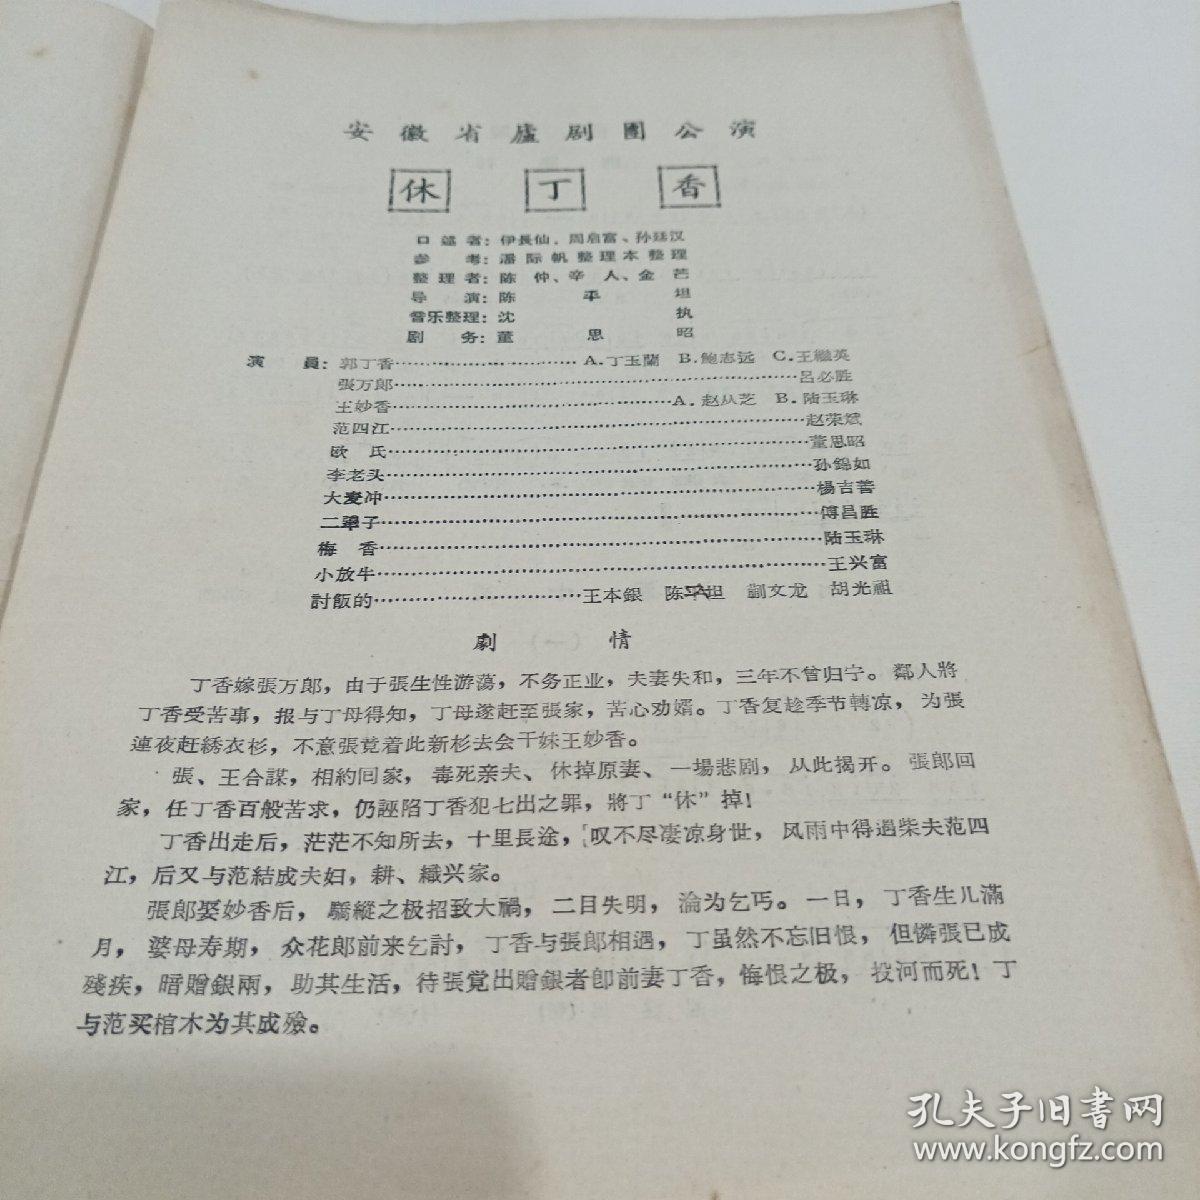 安徽省廬剧團公演
休丁香
口述者：伊長仙、周启富、孙廷汉
参考：潘际帆整理本整理
整理者：陈仲、辛人、金芒
导演：陈平坦
音乐整理：沈执
剧务：董思昭
演員：郭丁香……A.丁玉蘭 B.鮑志远 C.王繼英
張万郎……吕必胜
王妙香……A.赵从芝 B.陆玉琳
范四江……赵荣斌
欧氏……董思昭
李老头……孙錦如
大麦冲……楊吉善
二犟子……傅昌胜
梅香……陆玉琳
小放牛……王兴富
討飯的……王本銀 陈平坦 蒯文龙 胡光祖
劇情
丁香嫁張万郎，由于張生性游蕩，不务正业，夫妻失和，三年不曾归宁。鄰人將
丁香受苦事，报与丁母得知，丁母遂赶至張家，苦心劝婿。丁香复趁季节轉凉，为張
連夜赶綉衣衫，不意張竟着此新衫去会干妹王妙香。
張、王合謀，相約回家，毒死亲夫、休掉原妻、一場悲剧，从此揭开。張郎回
家，任丁香百般苦求，仍誣陷丁香犯七出之罪，將丁“休”掉！
丁香出走后，茫茫不知所去，十里長途，叹不尽凄凉身世，风雨中得遇柴夫范四
江，后又与范結成夫妇，耕、織兴家。
張郎娶妙香后，驕縱之极招致大禍，二目失明，淪为乞丐。一日，丁香生儿滿
月，婆母寿期，众花郎前来乞討，丁香与張郎相遇，丁虽然不忘旧恨，但憐張已成
殘疾，暗贈銀兩，助其生活，待張覚出贈銀者卽前妻丁香，悔恨之极，投河而死！丁
与范买棺木为其成殮。
孔夫子旧书网
www.kongfz.com